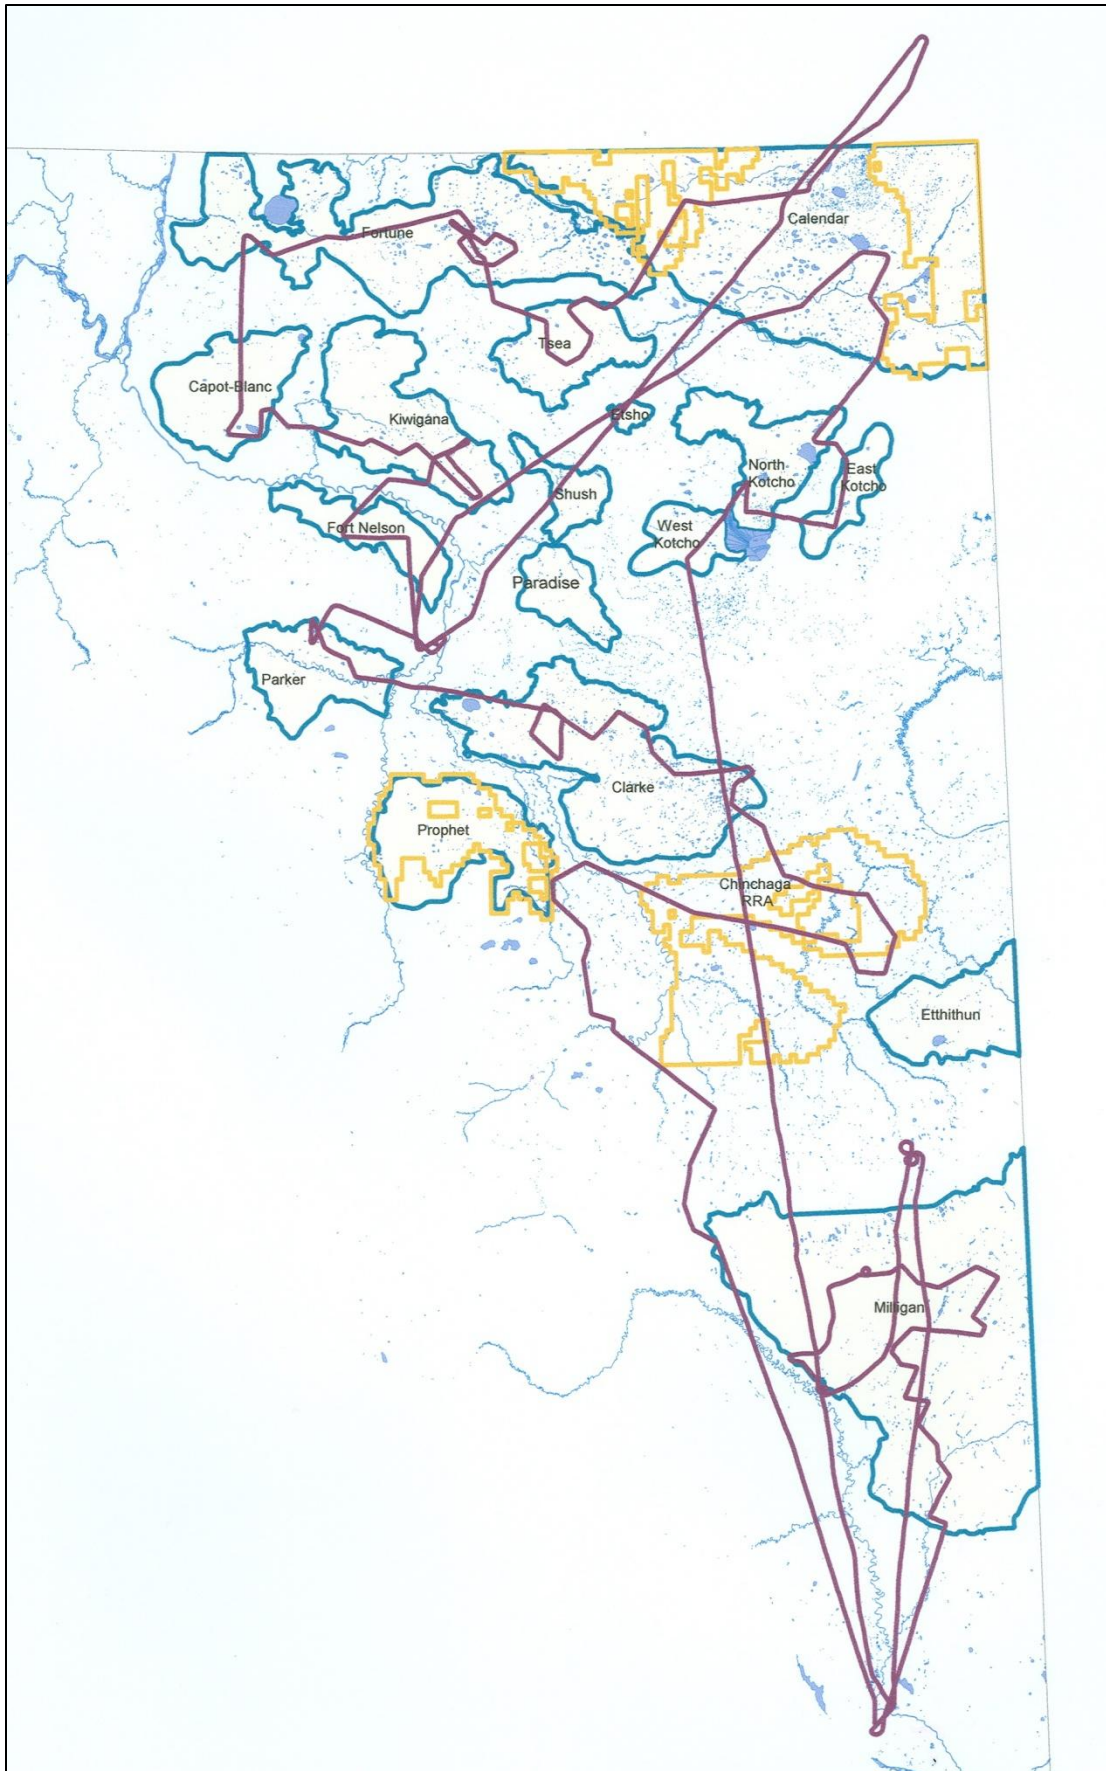 Calendar
Fortune
Tsea
Capot-Blanc
Kiwigana
Etsho
North
Kotcho
East
Kotcho
Shush
Fort Nelson
West
Kotcho
Paradise
Parker
Clarke
Prophet
Chinchaga
RRA
Etthithun
Milligan